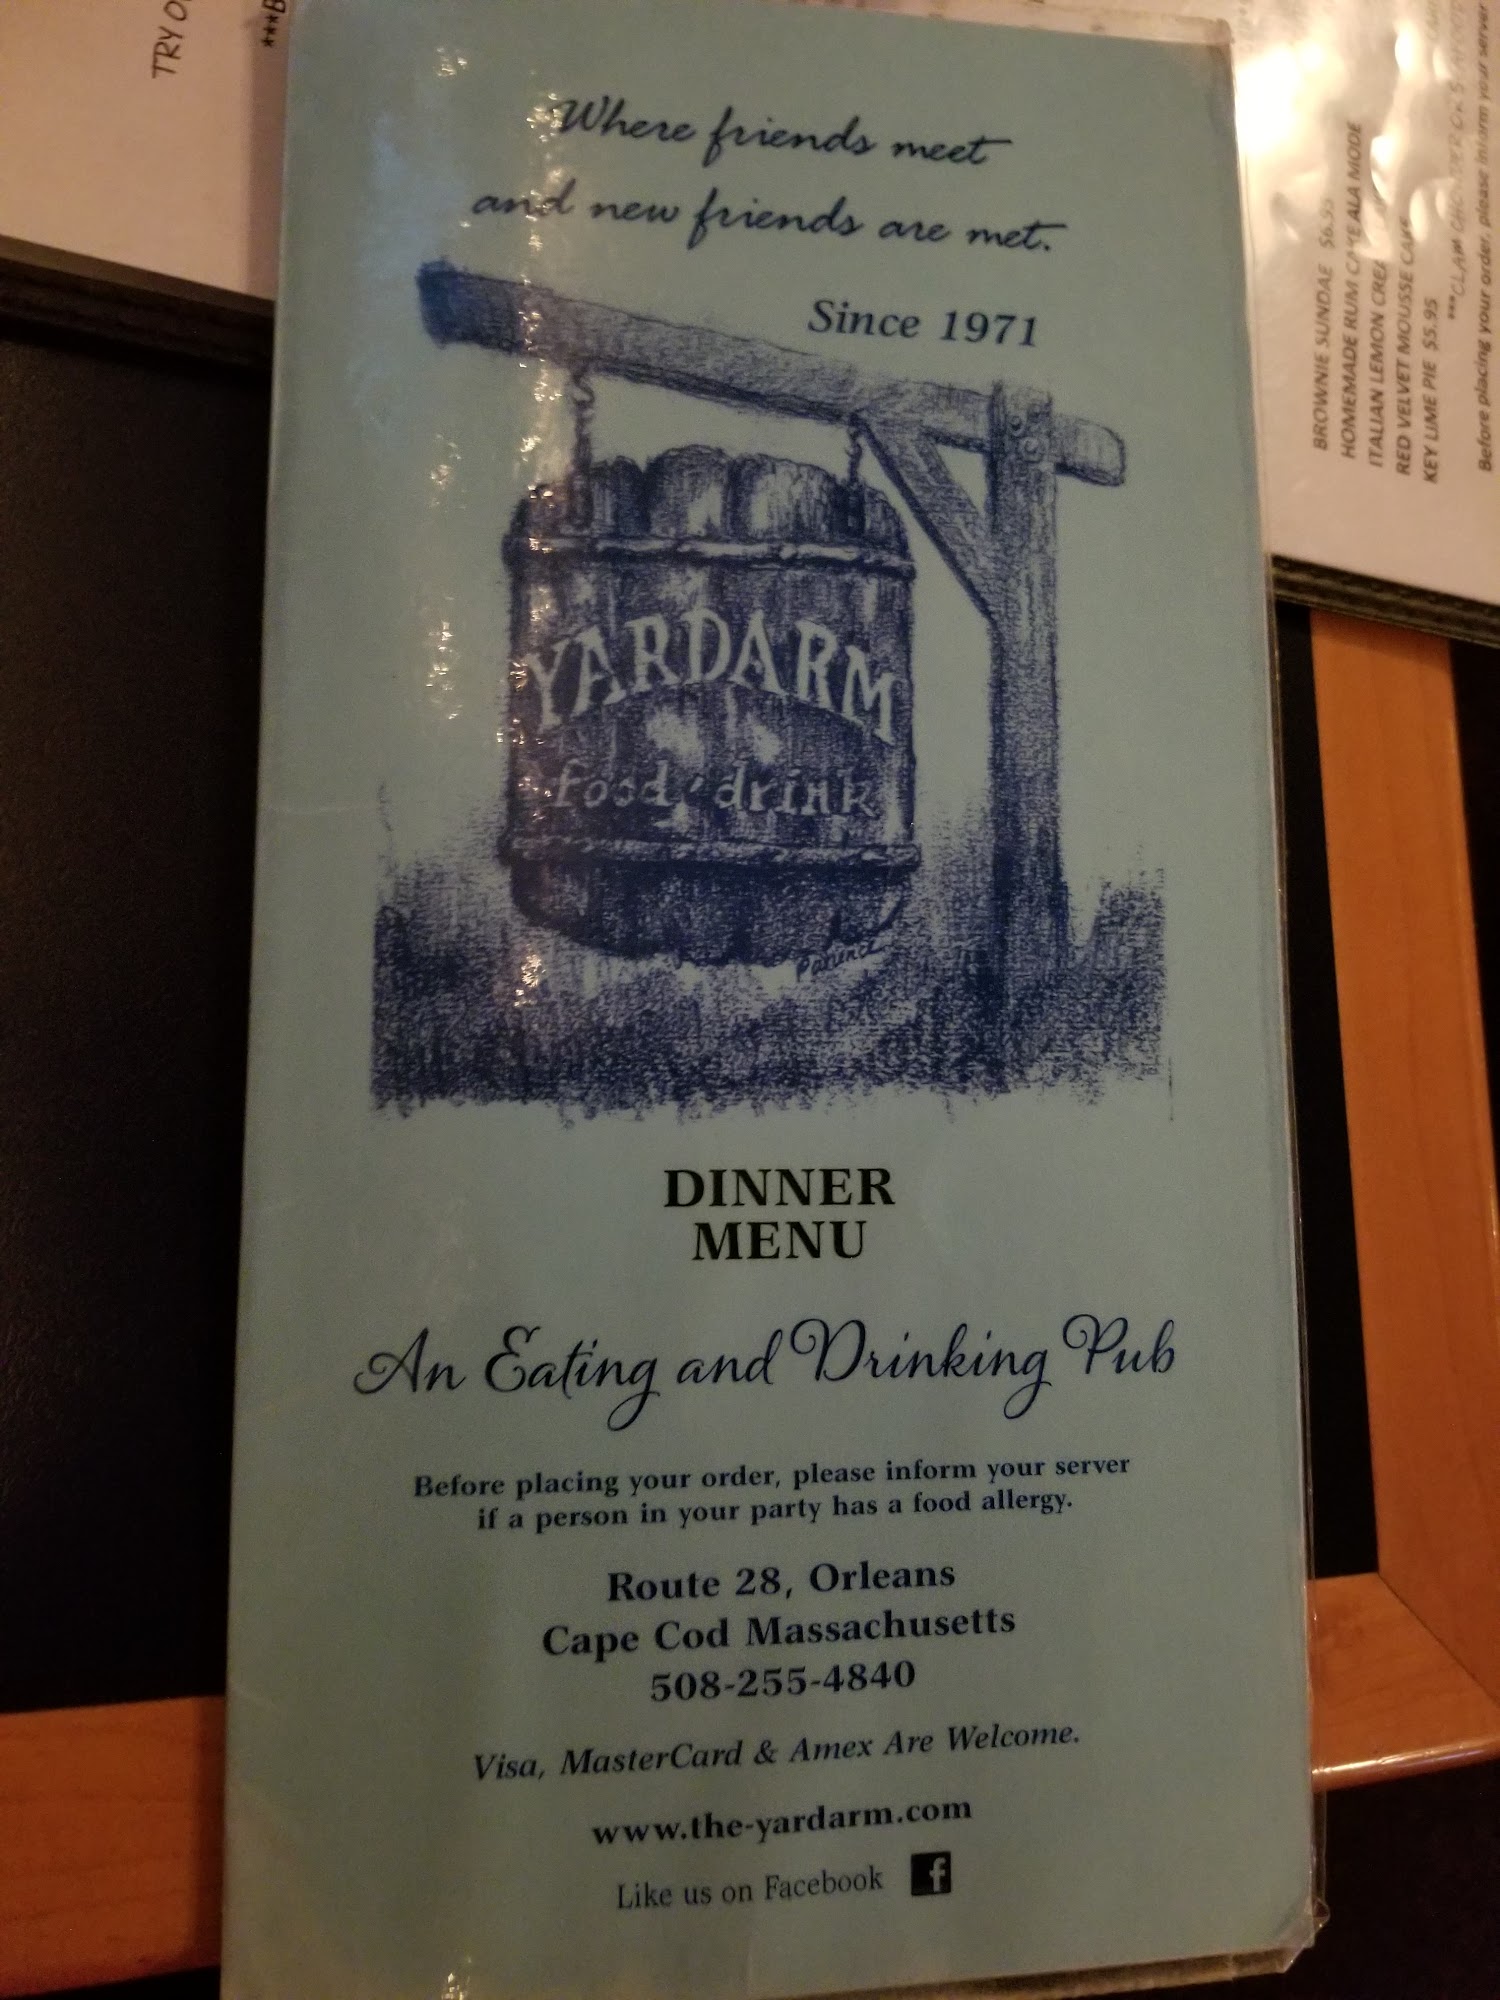 Where friends meet
and new friends are met.
Since 1971
YARDARM
food · drink
Patience
DINNER
MENU
An Eating and Drinking Pub
Before placing your order, please inform your server
if a person in your party has a food allergy.
Route 28, Orleans
Cape Cod Massachusetts
508-255-4840
Visa, MasterCard & Amex Are Welcome.
www.the-yardarm.com
Like us on Facebook f
TRY
BROWNIE SUNDAE
HOMEMADE RUM CAKE ALA MODE
ITALIAN LEMON
RED VELVET MOUSSE CAKE
KEY LIME PIE $5.95
***CLAM
Before placing your order, please inform your server